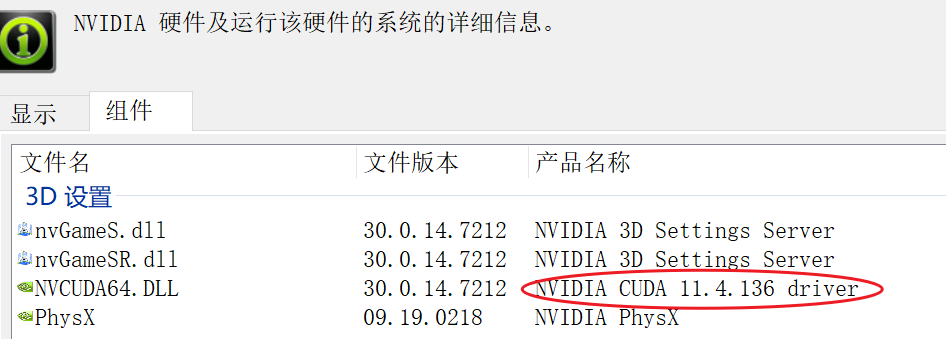 NVIDIA 硬件及运行该硬件的系统的详细信息。
显示 组件
文件名 文件版本 产品名称
3D 设置
nvGameS.dll 30.0.14.7212 NVIDIA 3D Settings Server
nvGameSR.dll 30.0.14.7212 NVIDIA 3D Settings Server
NVCUDA64.DLL 30.0.14.7212 NVIDIA CUDA 11.4.136 driver
PhysX 09.19.0218 NVIDIA PhysX